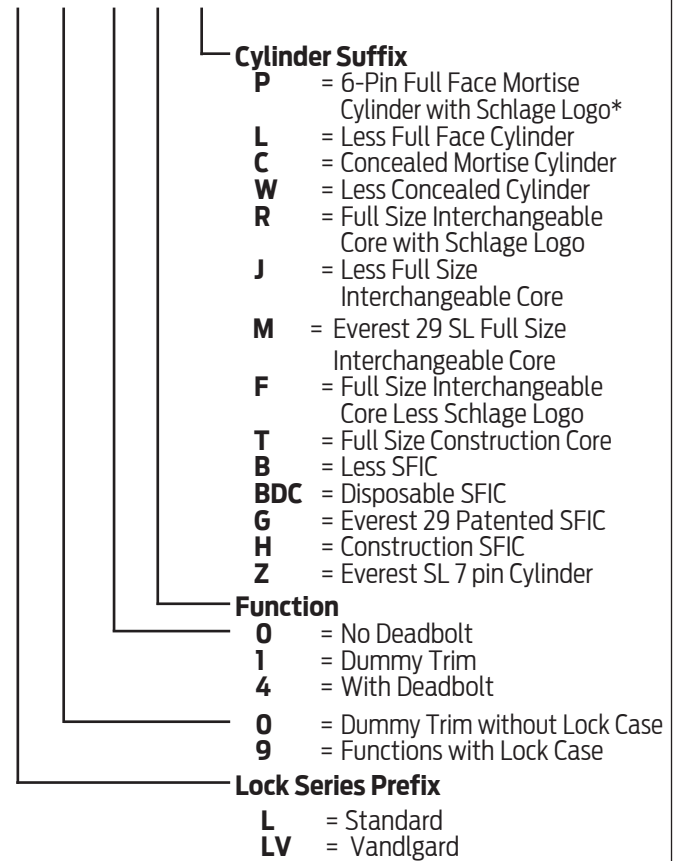 Cylinder Suffix
P = 6-Pin Full Face Mortise
Cylinder with Schlage Logo*
L = Less Full Face Cylinder
C = Concealed Mortise Cylinder
W = Less Concealed Cylinder
R = Full Size Interchangeable
Core with Schlage Logo
J = Less Full Size
Interchangeable Core
M = Everest 29 SL Full Size
Interchangeable Core
F = Full Size Interchangeable
Core Less Schlage Logo
T = Full Size Construction Core
B = Less SFIC
BDC = Disposable SFIC
G = Everest 29 Patented SFIC
H = Construction SFIC
Z = Everest SL 7 pin Cylinder
Function
0 = No Deadbolt
1 = Dummy Trim
4 = With Deadbolt
0 = Dummy Trim without Lock Case
9 = Functions with Lock Case
Lock Series Prefix
L = Standard
LV = Vandlgard